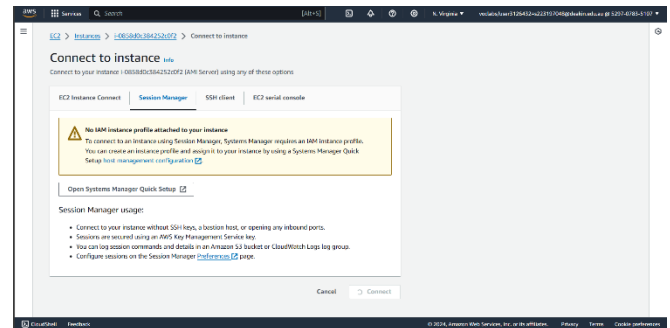 aws
Services
Search
[Alt+S]
N. Virginia
EC2 > Instances > i-0858d0c384252c0f2 > Connect to instance
Connect to instance Info
Connect to your instance i-0858d0c384252c0f2 (AMI Server) using any of these options
EC2 Instance Connect
Session Manager
SSH client
EC2 serial console
No IAM instance profile attached to your instance
To connect to an instance using Session Manager, Systems Manager requires an IAM instance profile.
You can create an instance profile and assign it to your instance by using a Systems Manager Quick
Setup host management configuration
Open Systems Manager Quick Setup
Session Manager usage:
• Connect to your instance without SSH keys, a bastion host, or opening any inbound ports.
• Sessions are secured using an AWS Key Management Service key.
• You can log session commands and details in an Amazon S3 bucket or CloudWatch Logs log group.
• Configure sessions on the Session Manager Preferences page.
Cancel
Connect
CloudShell
Feedback
© 2024, Amazon Web Services, Inc. or its affiliates.
Privacy
Terms
Cookie preferences